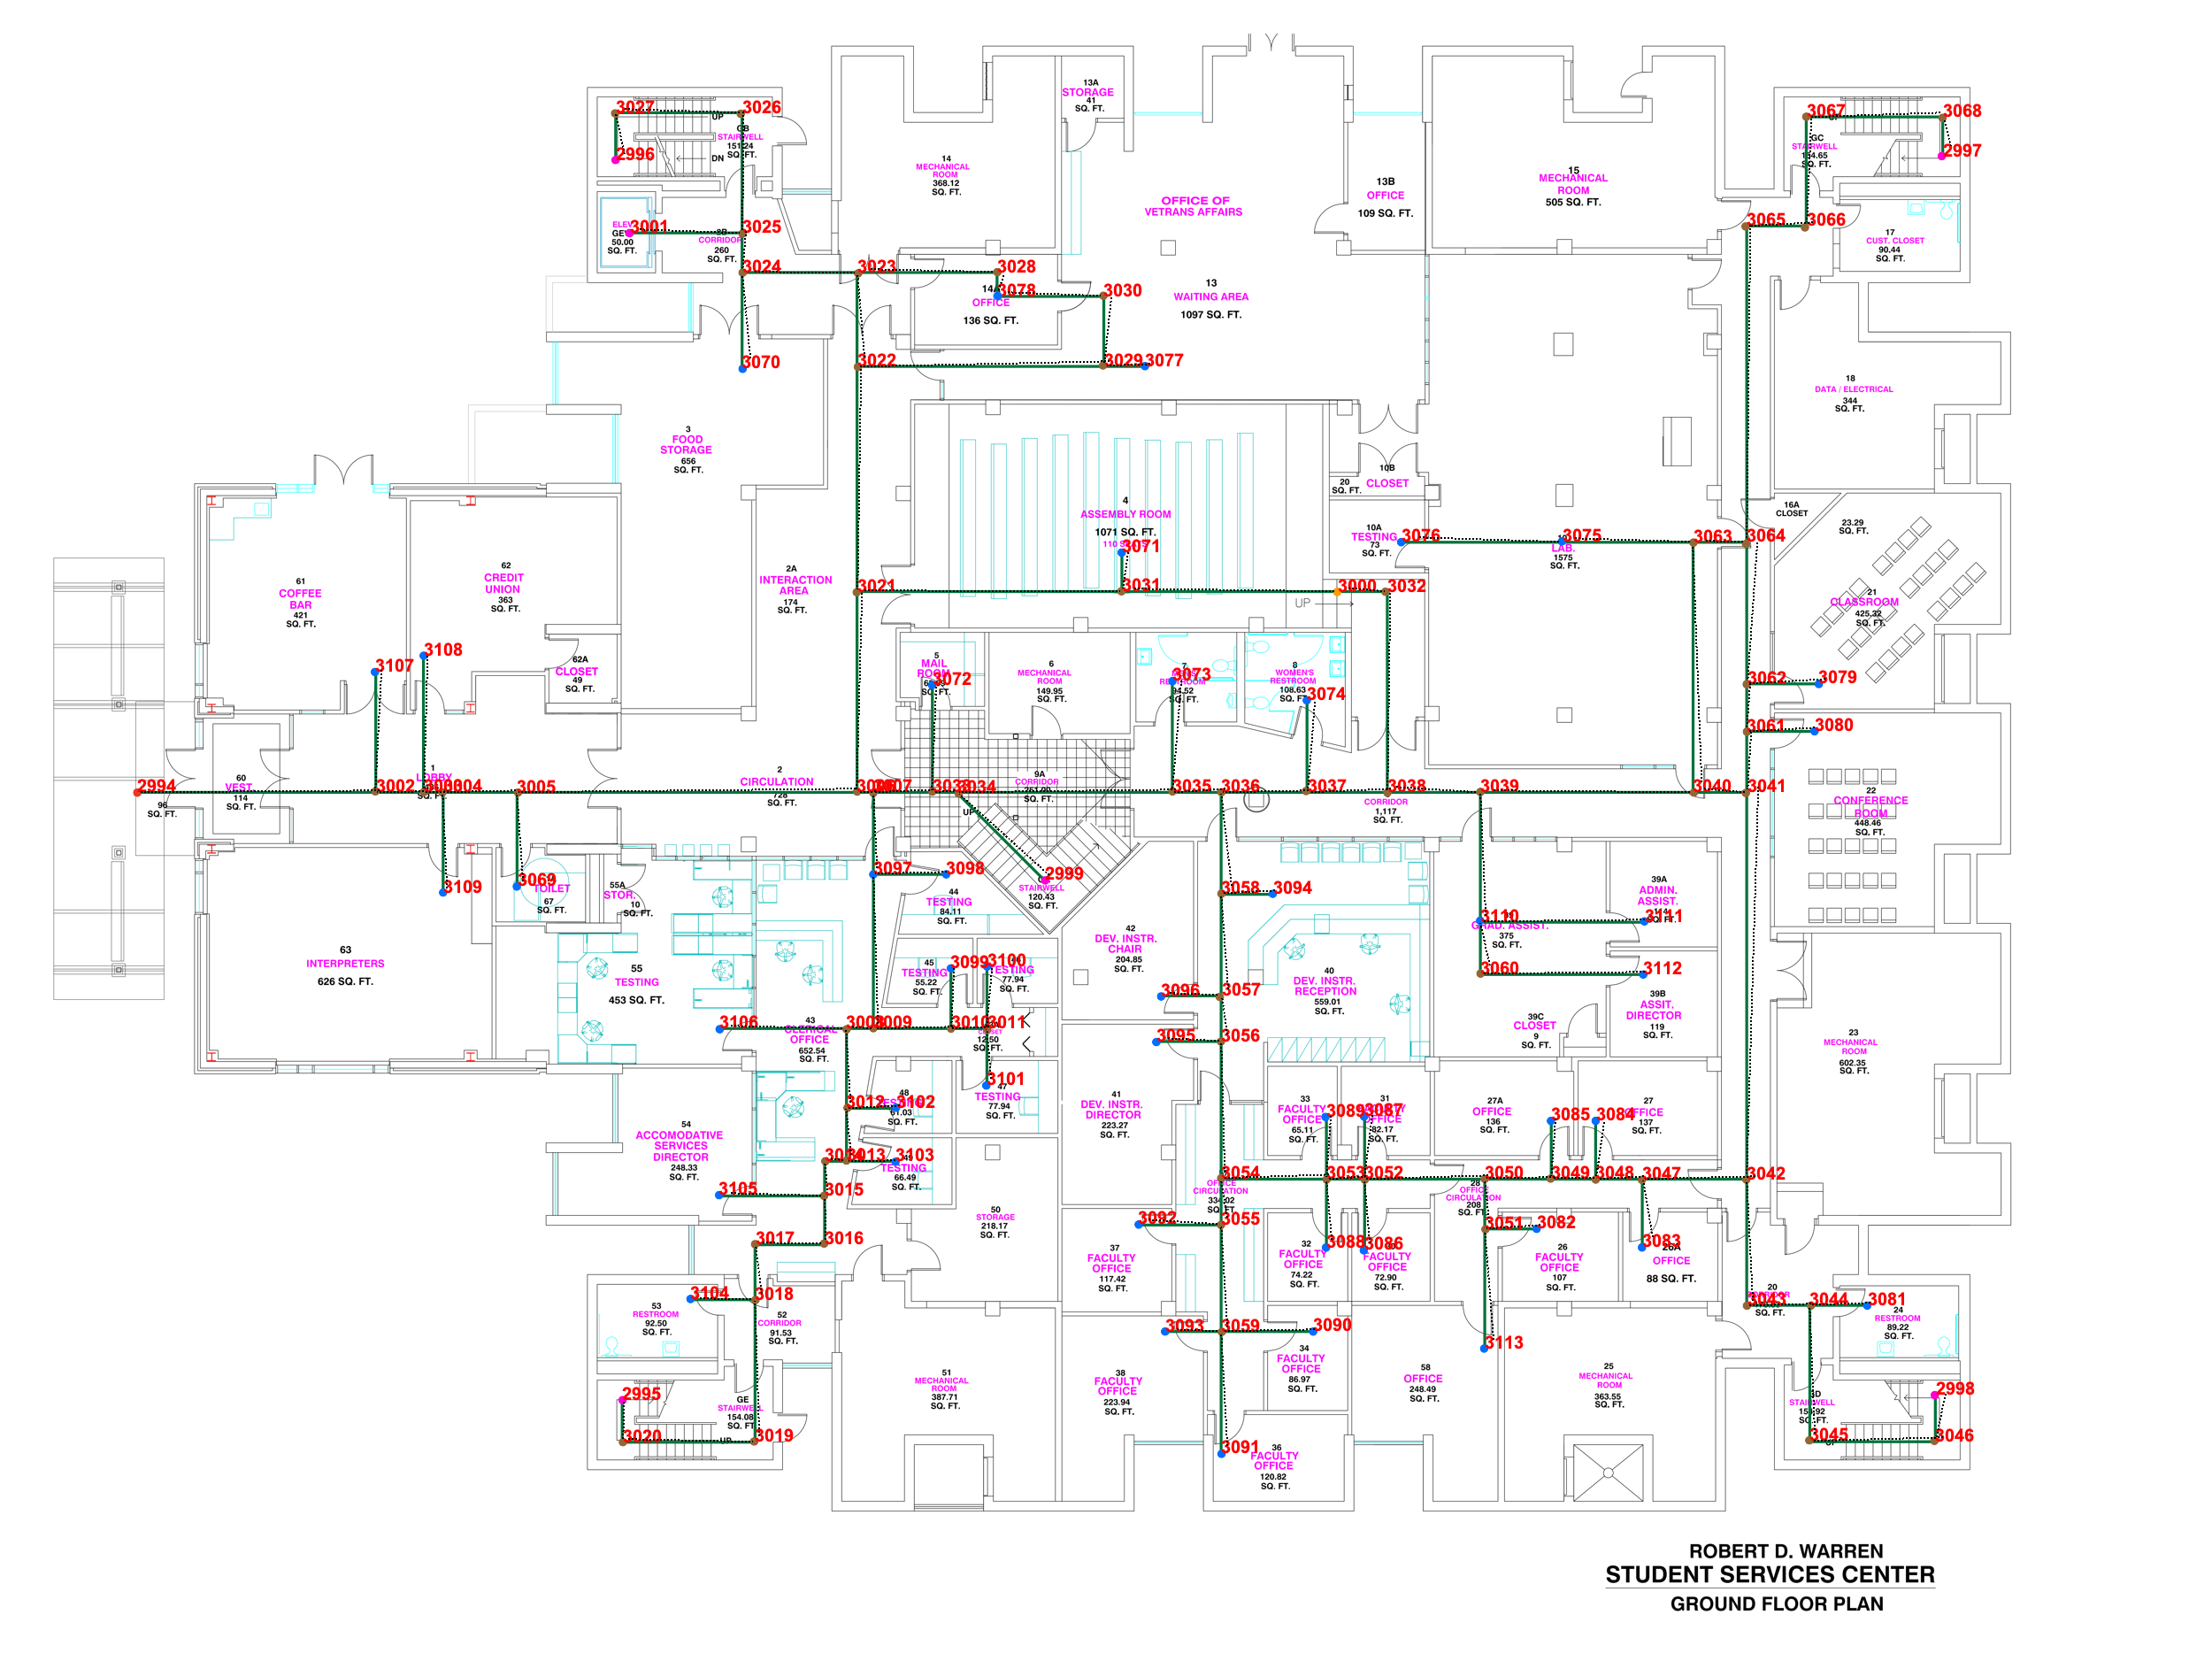 3027
3026
UP
GB
STAIRWELL
151.24
SQ. FT.
2996
DN
ELEV
3001
50.00
SQ. FT.
3025
CORRIDOR
260
SQ. FT.
3024
3023
3028
3078
OFFICE
136 SQ. FT.
3030
3022
3029
3077
3070
14
MECHANICAL
ROOM
368.12
SQ. FT.
13A
STORAGE
41
SQ. FT.
OFFICE OF
VETRANS AFFAIRS
13
WAITING AREA
1097 SQ. FT.
13B
OFFICE
109 SQ. FT.
15
MECHANICAL
ROOM
505 SQ. FT.
3067
3068
GC
STAIRWELL
SQ. FT.
2997
3065
3066
17
CUST. CLOSET
90.44
SQ. FT.
18
DATA / ELECTRICAL
344
SQ. FT.
3
FOOD
STORAGE
656
SQ. FT.
4
ASSEMBLY ROOM
1071 SQ. FT.
3071
10B
CLOSET
20
SQ. FT.
10A
TESTING
73
SQ. FT.
3076
3075
LAB.
1575
SQ. FT.
3063
3064
16A
CLOSET
23.29
SQ. FT.
61
COFFEE
BAR
421
SQ. FT.
62
CREDIT
UNION
363
SQ. FT.
2A
INTERACTION
AREA
174
SQ. FT.
3021
3031
3000
3032
UP
21
CLASSROOM
425.32
SQ. FT.
62A
CLOSET
49
SQ. FT.
3107
3108
5
MAIL
ROOM
3072
SQ. FT.
6
MECHANICAL
ROOM
149.95
SQ. FT.
7
3073
94.52
SQ. FT.
8
WOMEN'S
RESTROOM
108.63
SQ. FT.
3074
3062
3079
3061
3080
2994
96
SQ. FT.
60
VEST.
114
SQ. FT.
3002
1
LOBBY
3004
3005
2
CIRCULATION
728
SQ. FT.
3007
3034
UP
9A
CORRIDOR
3035
3036
3037
3038
CORRIDOR
1,117
SQ. FT.
3039
3040
3041
22
CONFERENCE
ROOM
448.46
SQ. FT.
3109
3069
TOILET
67
SQ. FT.
55A
STOR.
10
SQ. FT.
3097
3098
44
TESTING
84.11
SQ. FT.
2999
STAIRWELL
120.43
SQ. FT.
3058
3094
3110
GRAD. ASSIST.
375
SQ. FT.
39A
ADMIN.
ASSIST.
3111
SQ. FT.
63
INTERPRETERS
626 SQ. FT.
55
TESTING
453 SQ. FT.
45
TESTING
55.22
SQ. FT.
3099
3100
TESTING
77.94
SQ. FT.
42
DEV. INSTR.
CHAIR
204.85
SQ. FT.
3096
3057
40
DEV. INSTR.
RECEPTION
559.01
SQ. FT.
3060
3112
39B
ASSIT.
DIRECTOR
119
SQ. FT.
39C
CLOSET
9
SQ. FT.
3106
43
CLERICAL
OFFICE
652.54
SQ. FT.
3008
3009
3010
3011
12.50
SQ. FT.
3095
3056
23
MECHANICAL
ROOM
602.35
SQ. FT.
3101
47
TESTING
77.94
SQ. FT.
3012
48
3102
61.03
SQ. FT.
41
DEV. INSTR.
DIRECTOR
223.27
SQ. FT.
33
FACULTY
OFFICE
65.11
SQ. FT.
3089
3087
31
OFFICE
82.17
SQ. FT.
27A
OFFICE
136
SQ. FT.
3085
3084
27
OFFICE
137
SQ. FT.
54
ACCOMODATIVE
SERVICES
DIRECTOR
248.33
SQ. FT.
3013
3103
TESTING
66.49
SQ. FT.
3105
3015
3054
OFFICE
CIRCULATION
SQ. FT.
3053
3052
3050
28
OFFICE
CIRCULATION
208
SQ. FT.
3049
3048
3047
3042
50
STORAGE
218.17
SQ. FT.
3092
3055
3051
3082
3017
3016
37
FACULTY
OFFICE
117.42
SQ. FT.
32
FACULTY
OFFICE
74.22
SQ. FT.
3088
3086
FACULTY
OFFICE
72.90
SQ. FT.
26
FACULTY
OFFICE
107
SQ. FT.
3083
26A
OFFICE
88 SQ. FT.
3104
3018
53
RESTROOM
92.50
SQ. FT.
52
CORRIDOR
91.53
SQ. FT.
3093
3059
3090
34
FACULTY
OFFICE
86.97
SQ. FT.
3113
20
3043
SQ. FT.
3044
3081
24
RESTROOM
89.22
SQ. FT.
2995
GE
STAIRWELL
154.08
SQ. FT.
3020
UP
3019
51
MECHANICAL
ROOM
387.71
SQ. FT.
38
FACULTY
OFFICE
223.94
SQ. FT.
58
OFFICE
248.49
SQ. FT.
25
MECHANICAL
ROOM
363.55
SQ. FT.
GD
STAIRWELL
SQ. FT.
2998
3045
3046
3091
36
FACULTY
OFFICE
120.82
SQ. FT.
ROBERT D. WARREN
STUDENT SERVICES CENTER
GROUND FLOOR PLAN